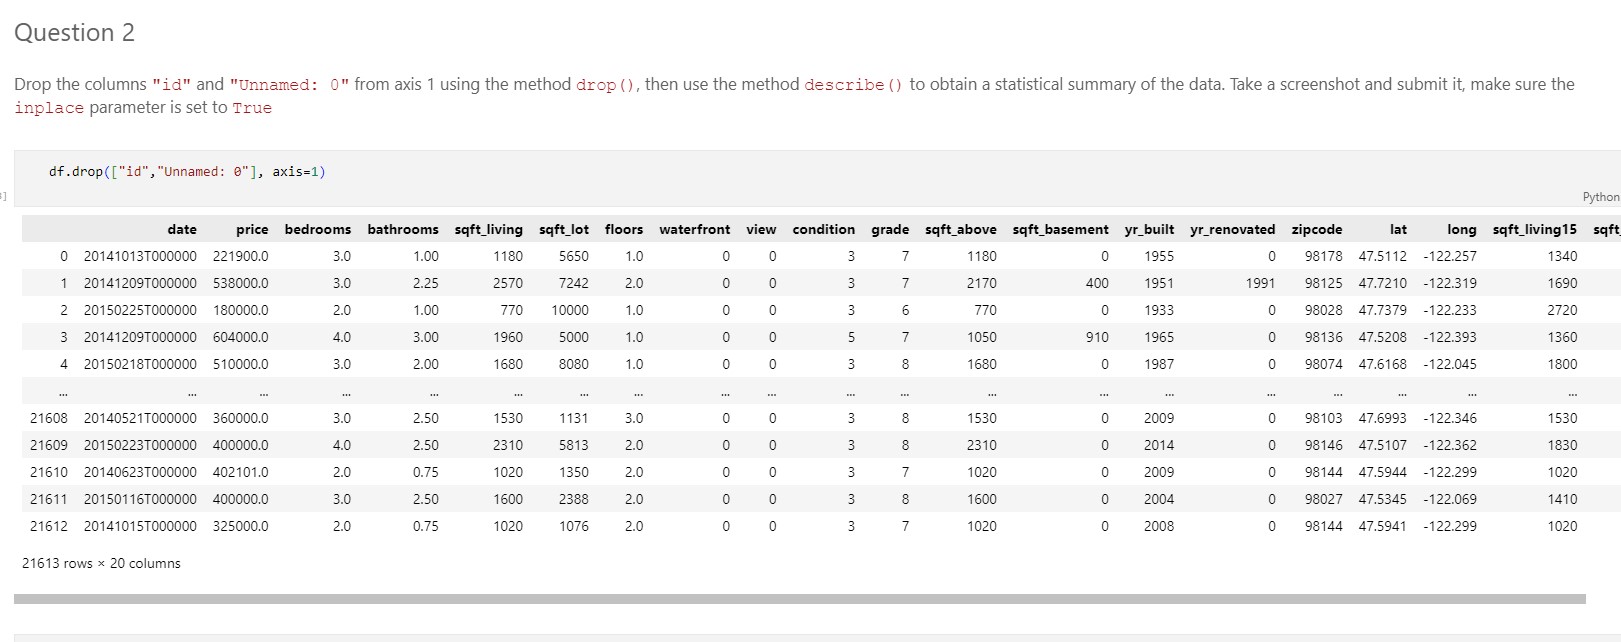 Question 2
Drop the columns "id" and "Unnamed: 0" from axis 1 using the method drop(), then use the method describe() to obtain a statistical summary of the data. Take a screenshot and submit it, make sure the
inplace parameter is set to True
df.drop(["id","Unnamed: 0"], axis=1)
Python
date price bedrooms bathrooms sqft_living sqft_lot floors waterfront view condition grade sqft_above sqft_basement yr_built yr_renovated zipcode lat long sqft_living15 sqft_
0 20141013T000000 221900.0 3.0 1.00 1180 5650 1.0 0 0 3 7 1180 0 1955 0 98178 47.5112 -122.257 1340
1 20141209T000000 538000.0 3.0 2.25 2570 7242 2.0 0 0 3 7 2170 400 1951 1991 98125 47.7210 -122.319 1690
2 20150225T000000 180000.0 2.0 1.00 770 10000 1.0 0 0 3 6 770 0 1933 0 98028 47.7379 -122.233 2720
3 20141209T000000 604000.0 4.0 3.00 1960 5000 1.0 0 0 5 7 1050 910 1965 0 98136 47.5208 -122.393 1360
4 20150218T000000 510000.0 3.0 2.00 1680 8080 1.0 0 0 3 8 1680 0 1987 0 98074 47.6168 -122.045 1800
... ... ... ... ... ... ... ... ... ... ... ... ... ... ... ... ... ... ... ...
21608 20140521T000000 360000.0 3.0 2.50 1530 1131 3.0 0 0 3 8 1530 0 2009 0 98103 47.6993 -122.346 1530
21609 20150223T000000 400000.0 4.0 2.50 2310 5813 2.0 0 0 3 8 2310 0 2014 0 98146 47.5107 -122.362 1830
21610 20140623T000000 402101.0 2.0 0.75 1020 1350 2.0 0 0 3 7 1020 0 2009 0 98144 47.5944 -122.299 1020
21611 20150116T000000 400000.0 3.0 2.50 1600 2388 2.0 0 0 3 8 1600 0 2004 0 98027 47.5345 -122.069 1410
21612 20141015T000000 325000.0 2.0 0.75 1020 1076 2.0 0 0 3 7 1020 0 2008 0 98144 47.5941 -122.299 1020
21613 rows × 20 columns